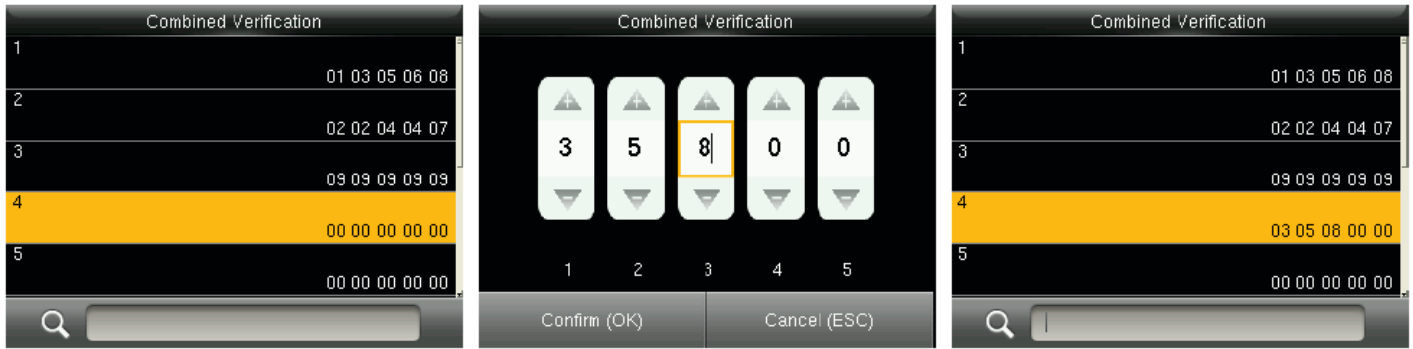 Combined Verification
1
01 03 05 06 08
2
02 02 04 04 07
3
09 09 09 09 09
4
00 00 00 00 00
5
00 00 00 00 00
Combined Verification
3 5 8 0 0
1 2 3 4 5
Confirm (OK) Cancel (ESC)
Combined Verification
1
01 03 05 06 08
2
02 02 04 04 07
3
09 09 09 09 09
4
03 05 08 00 00
5
00 00 00 00 00